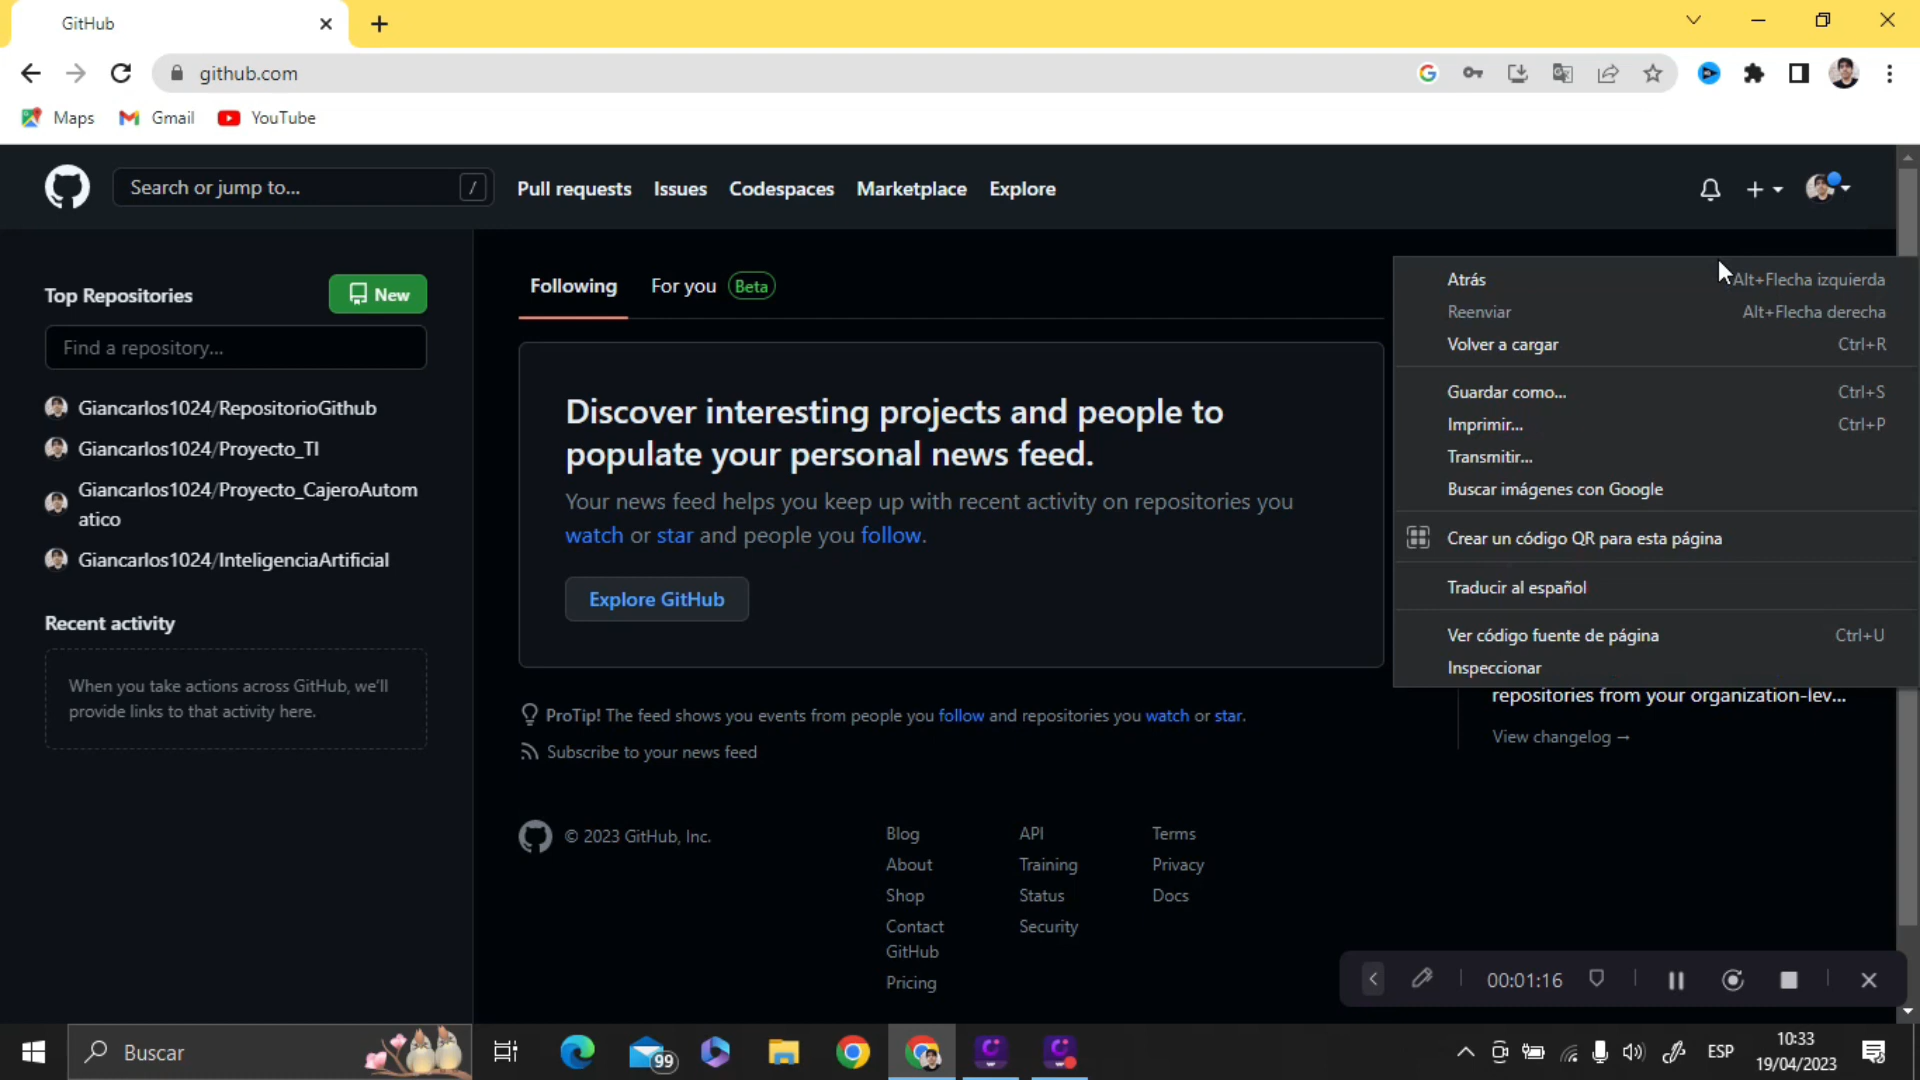 GitHub
github.com
Maps
Gmail
YouTube
Search or jump to...
/
Pull requests
Issues
Codespaces
Marketplace
Explore
Top Repositories
New
Find a repository...
Giancarlos1024/RepositorioGithub
Giancarlos1024/Proyecto_TI
Giancarlos1024/Proyecto_CajeroAutom
atico
Giancarlos1024/InteligenciaArtificial
Recent activity
When you take actions across GitHub, we'll
provide links to that activity here.
Following
For you
Beta
Discover interesting projects and people to
populate your personal news feed.
Your news feed helps you keep up with recent activity on repositories you
watch or star and people you follow.
Explore GitHub
ProTip! The feed shows you events from people you follow and repositories you watch or star.
Subscribe to your news feed
© 2023 GitHub, Inc.
Blog
About
Shop
Contact
GitHub
Pricing
API
Training
Status
Security
Terms
Privacy
Docs
Atrás Alt+Flecha izquierda
Reenviar Alt+Flecha derecha
Volver a cargar Ctrl+R
Guardar como... Ctrl+S
Imprimir... Ctrl+P
Transmitir...
Buscar imágenes con Google
Crear un código QR para esta página
Traducir al español
Ver código fuente de página Ctrl+U
Inspeccionar
repositories from your organization-lev...
View changelog →
00:01:16
Buscar
99
ESP
10:33
19/04/2023